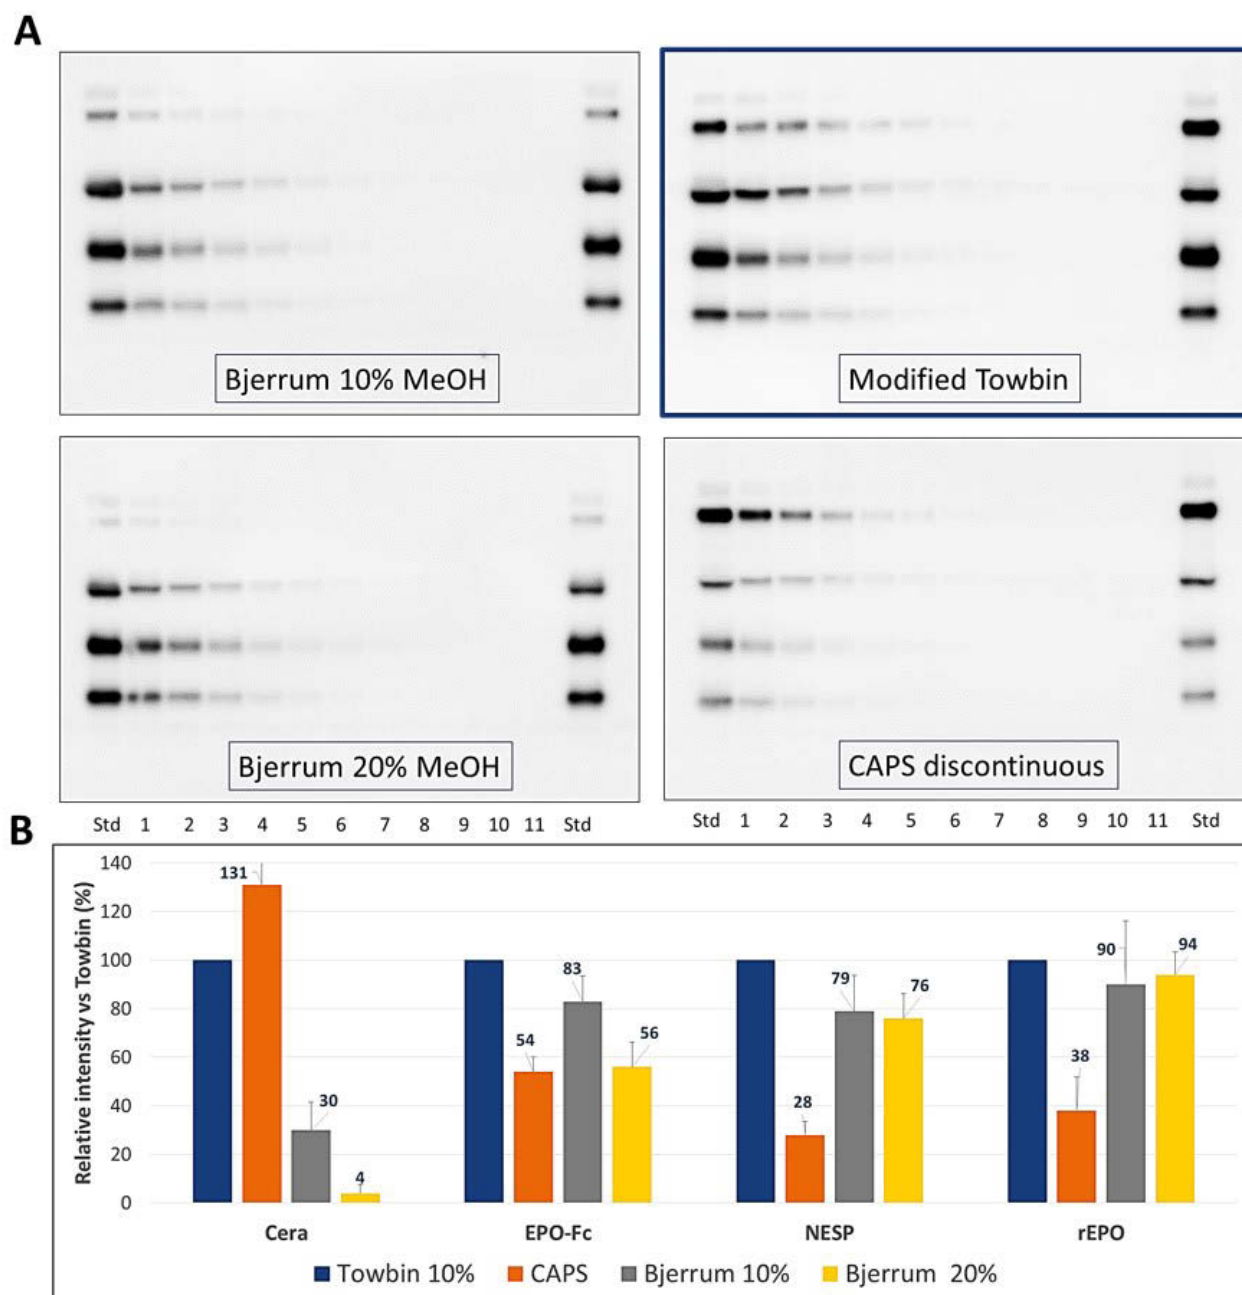 A
Bjerrum 10% MeOH
Modified Towbin
Bjerrum 20% MeOH
CAPS discontinuous
Std 1 2 3 4 5 6 7 8 9 10 11 Std
Std 1 2 3 4 5 6 7 8 9 10 11 Std
B
Relative intensity vs Towbin (%)
140
120
100
80
60
40
20
0
131
30
4
54
83
56
28
79
76
38
90
94
Cera EPO-Fc NESP rEPO
Towbin 10% CAPS Bjerrum 10% Bjerrum 20%